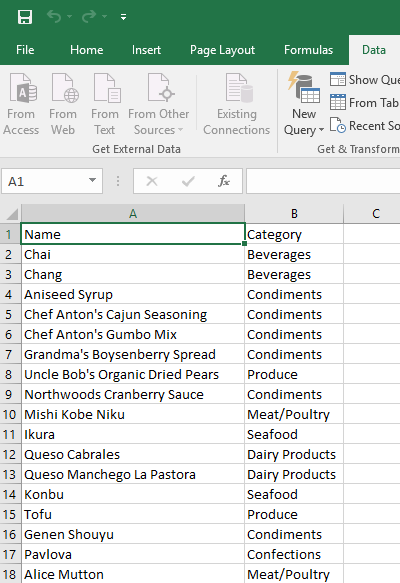 File Home Insert Page Layout Formulas Data
From Access From Web From Text From Other Sources Existing Connections New Query Show Que
From Tab
Recent So
Get External Data Get & Transform
A1 fx
A B C
1 Name Category
2 Chai Beverages
3 Chang Beverages
4 Aniseed Syrup Condiments
5 Chef Anton's Cajun Seasoning Condiments
6 Chef Anton's Gumbo Mix Condiments
7 Grandma's Boysenberry Spread Condiments
8 Uncle Bob's Organic Dried Pears Produce
9 Northwoods Cranberry Sauce Condiments
10 Mishi Kobe Niku Meat/Poultry
11 Ikura Seafood
12 Queso Cabrales Dairy Products
13 Queso Manchego La Pastora Dairy Products
14 Konbu Seafood
15 Tofu Produce
16 Genen Shouyu Condiments
17 Pavlova Confections
18 Alice Mutton Meat/Poultry